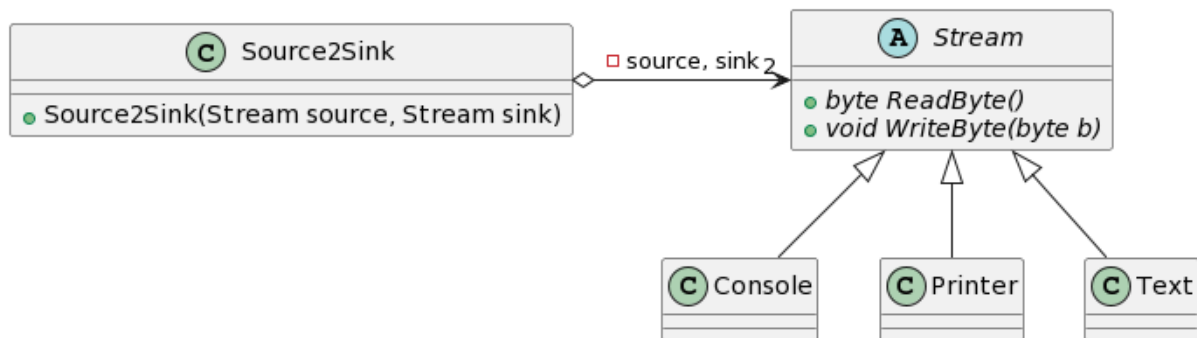 C Source2Sink
+ Source2Sink(Stream source, Stream sink)
source, sink 2
A Stream
byte ReadByte()
void WriteByte(byte b)
C Console
C Printer
C Text